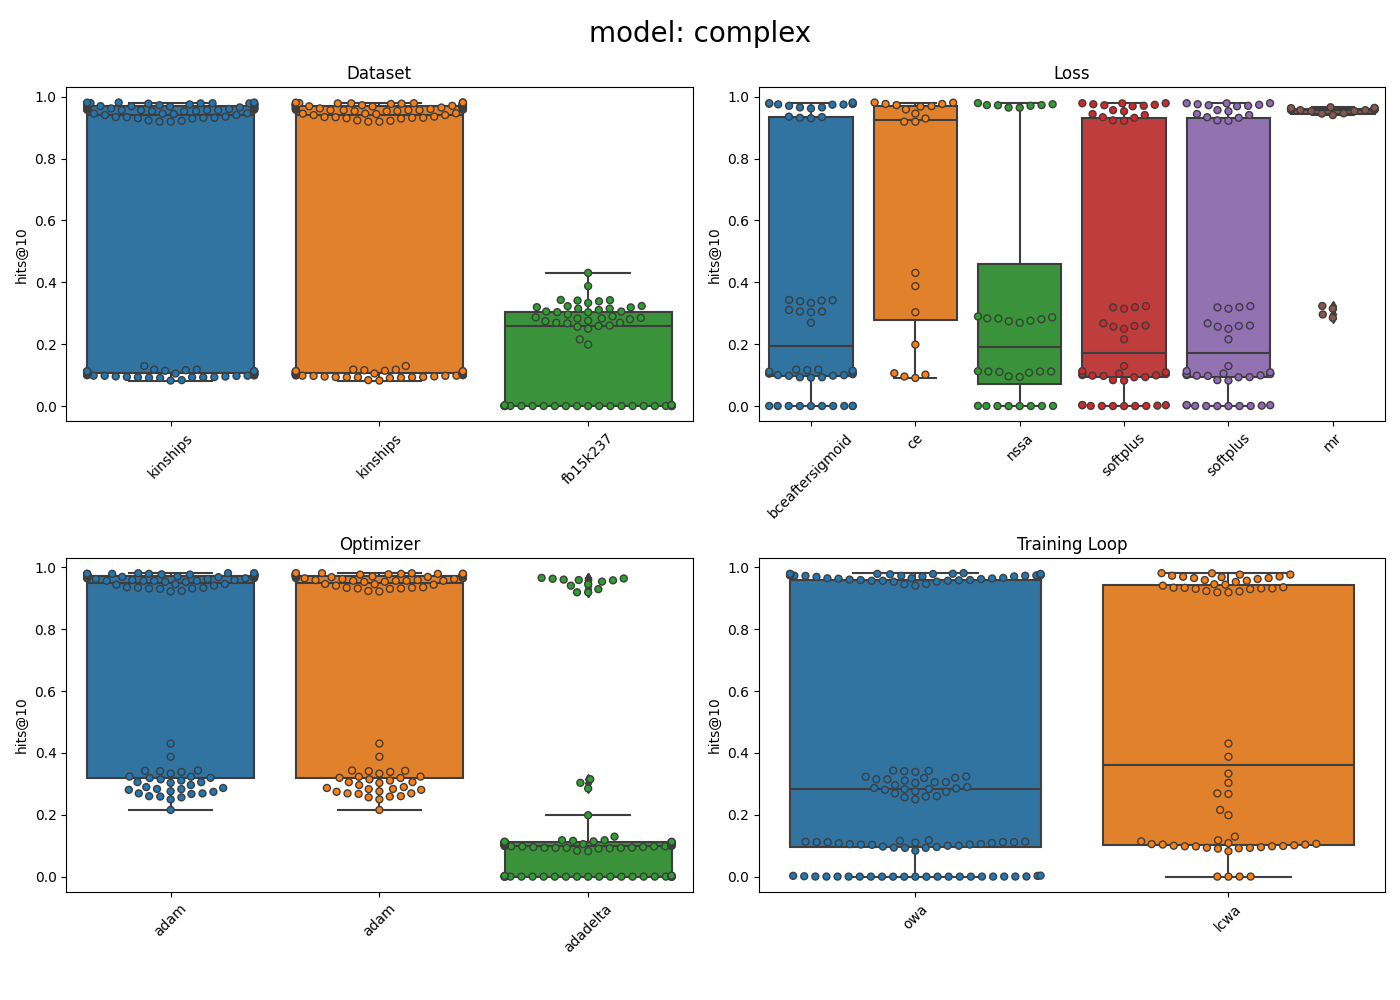 model: complex
Dataset
hits@10
1.0
0.8
0.6
0.4
0.2
0.0
kinships
kinships
fb15k237
Loss
hits@10
1.0
0.8
0.6
0.4
0.2
0.0
bceaftersigmoid
ce
nssa
softplus
softplus
mr
Optimizer
hits@10
1.0
0.8
0.6
0.4
0.2
0.0
adam
adam
adadelta
Training Loop
hits@10
1.0
0.8
0.6
0.4
0.2
0.0
owa
lcwa